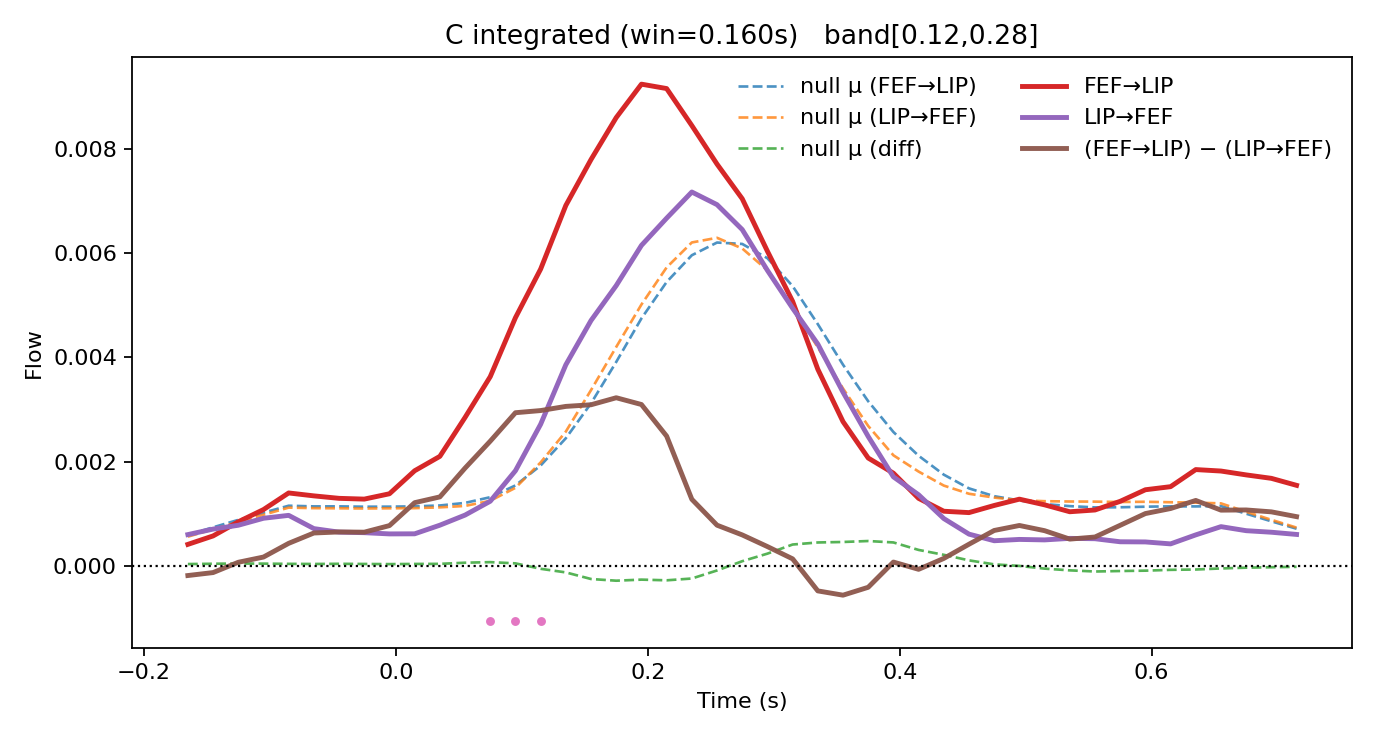 C integrated (win=0.160s)   band[0.12,0.28]
null μ (FEF→LIP)
null μ (LIP→FEF)
null μ (diff)
FEF→LIP
LIP→FEF
(FEF→LIP) − (LIP→FEF)
Flow
0.008
0.006
0.004
0.002
0.000
−0.2
0.0
0.2
0.4
0.6
Time (s)